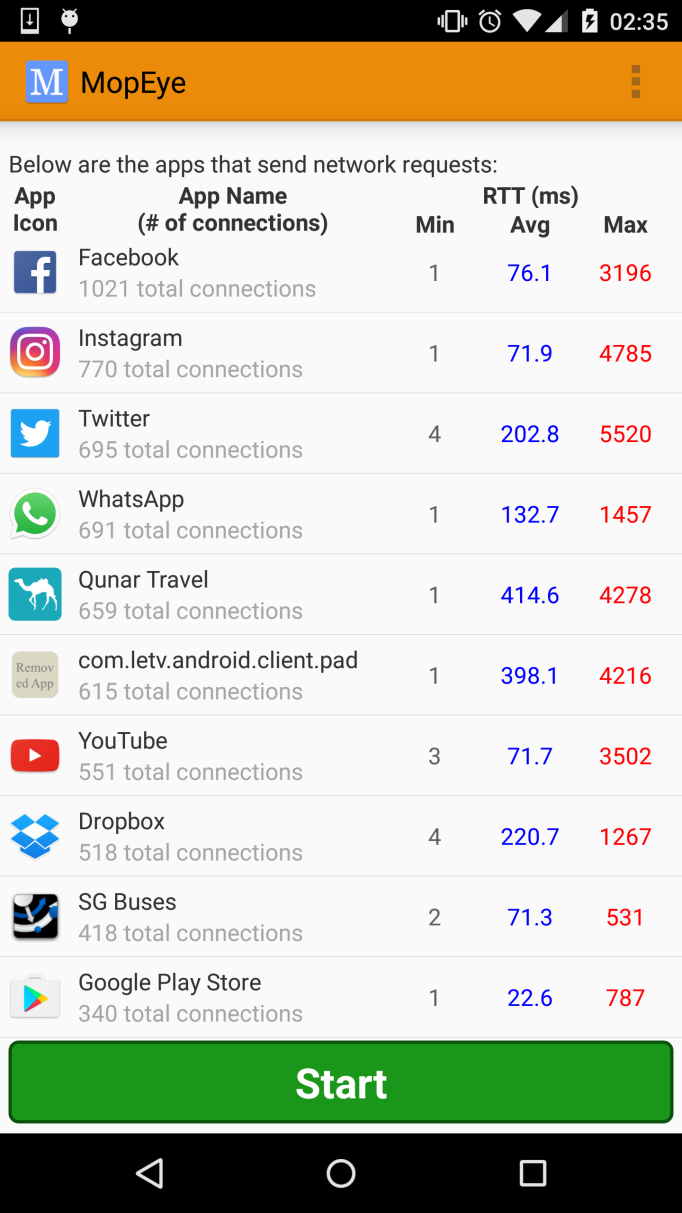 02:35
M MopEye
Below are the apps that send network requests:
App App Name RTT (ms)
Icon (# of connections) Min Avg Max
Facebook
1021 total connections 1 76.1 3196
Instagram
770 total connections 1 71.9 4785
Twitter
695 total connections 4 202.8 5520
WhatsApp
691 total connections 1 132.7 1457
Qunar Travel
659 total connections 1 414.6 4278
Remov
ed App
com.letv.android.client.pad
615 total connections 1 398.1 4216
YouTube
551 total connections 3 71.7 3502
Dropbox
518 total connections 4 220.7 1267
SG Buses
418 total connections 2 71.3 531
Google Play Store
340 total connections 1 22.6 787
Start